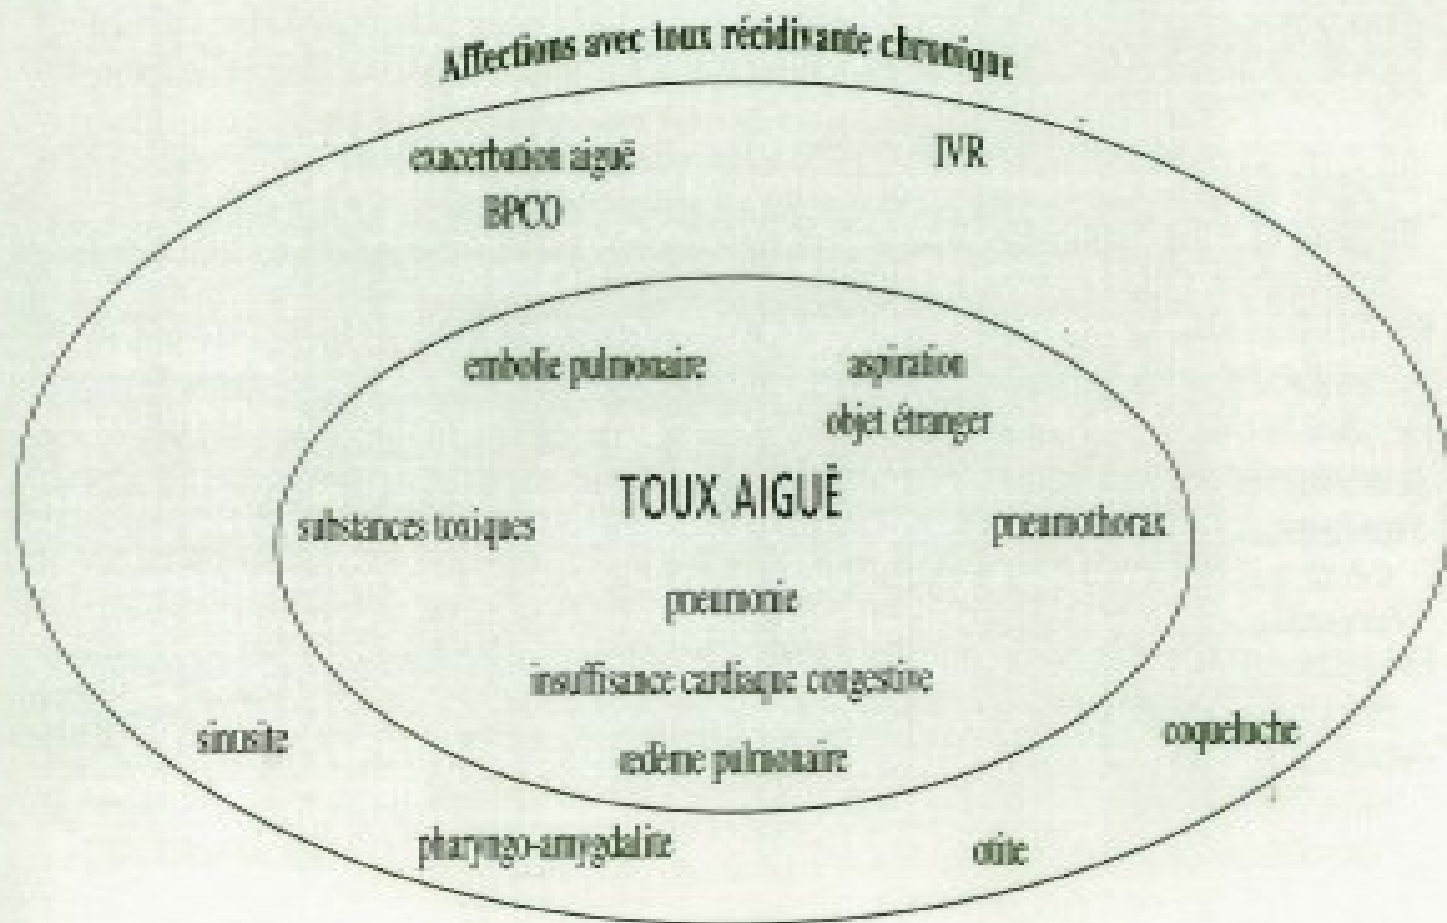 Affections avec toux récidivante chronique
exacerbation aiguë
BPCO
IVR
embolie pulmonaire
aspiration
objet étranger
TOUX AIGUË
substances toxiques
pneumothorax
pneumonie
insuffisance cardiaque congestive
sinusite
coqueluche
œdème pulmonaire
pharyngo-amygdalite
otite